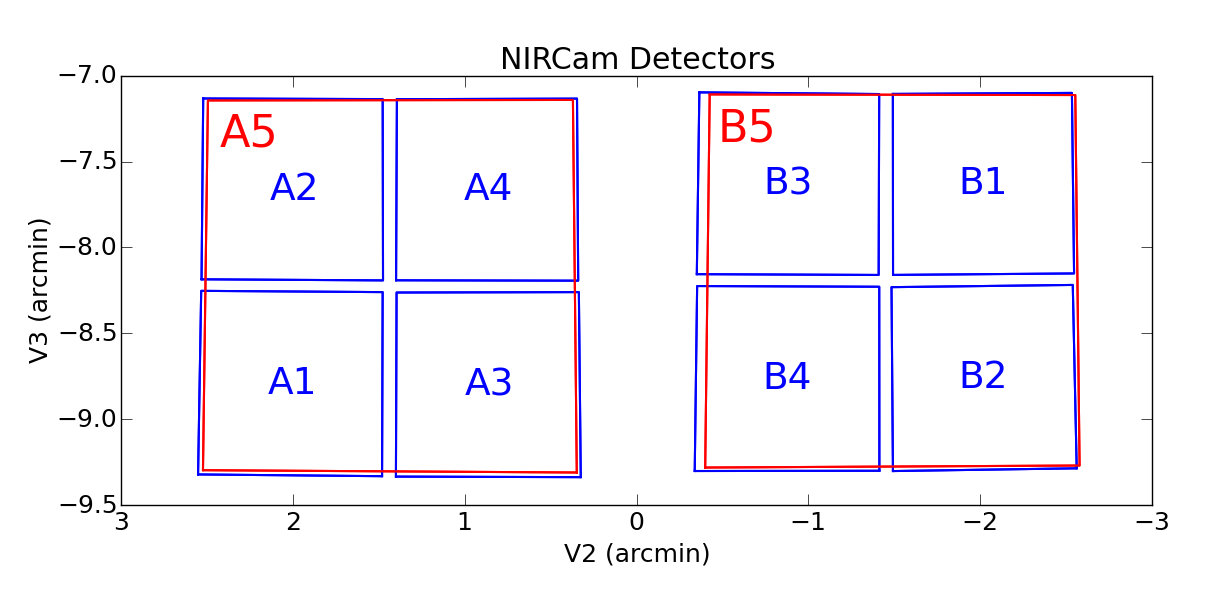 NIRCam Detectors
−7.0
A5
B5
−7.5
A2
A4
B3
B1
−8.0
V3 (arcmin)
−8.5
A1
A3
B4
B2
−9.0
−9.5
3
2
1
0
−1
−2
−3
V2 (arcmin)